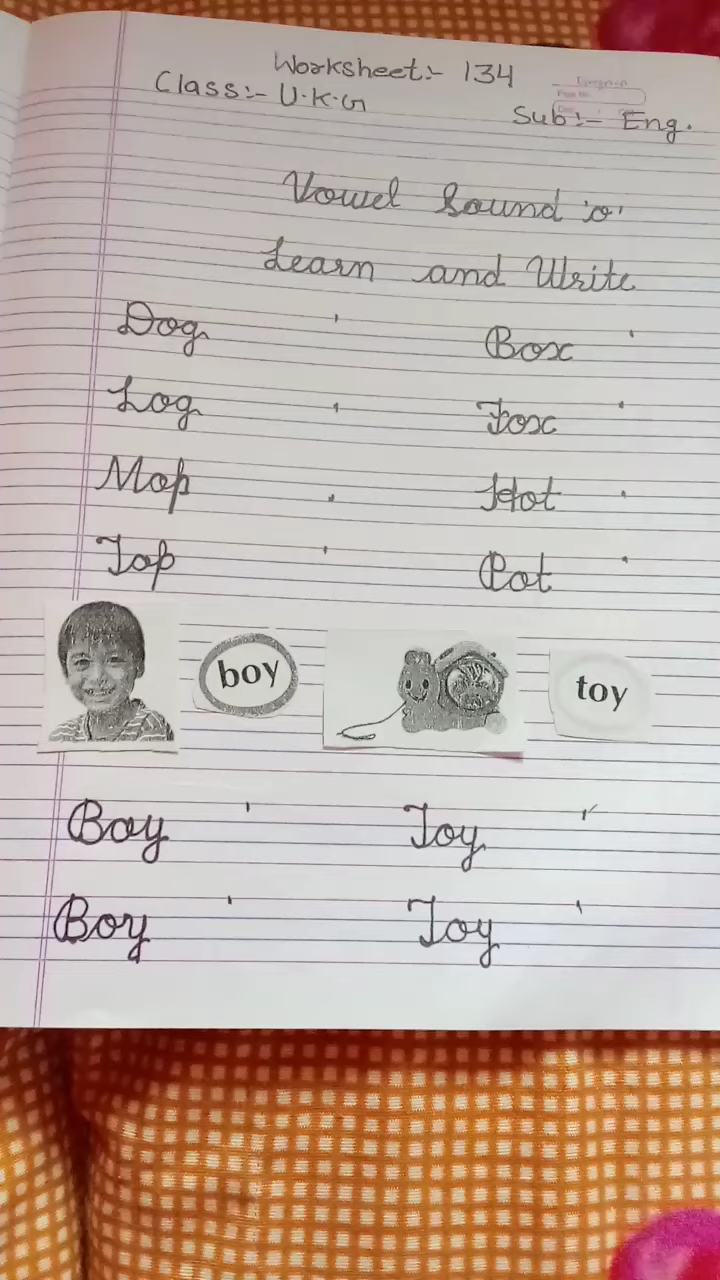 Worksheet:- 134
Class:- U.K.G
Sub:- Eng.
Vowel Sound 'o'
Learn and Write
Dog Box
Log Fox
Mop Hot
Top Pot
boy toy
Boy Toy
Boy Toy